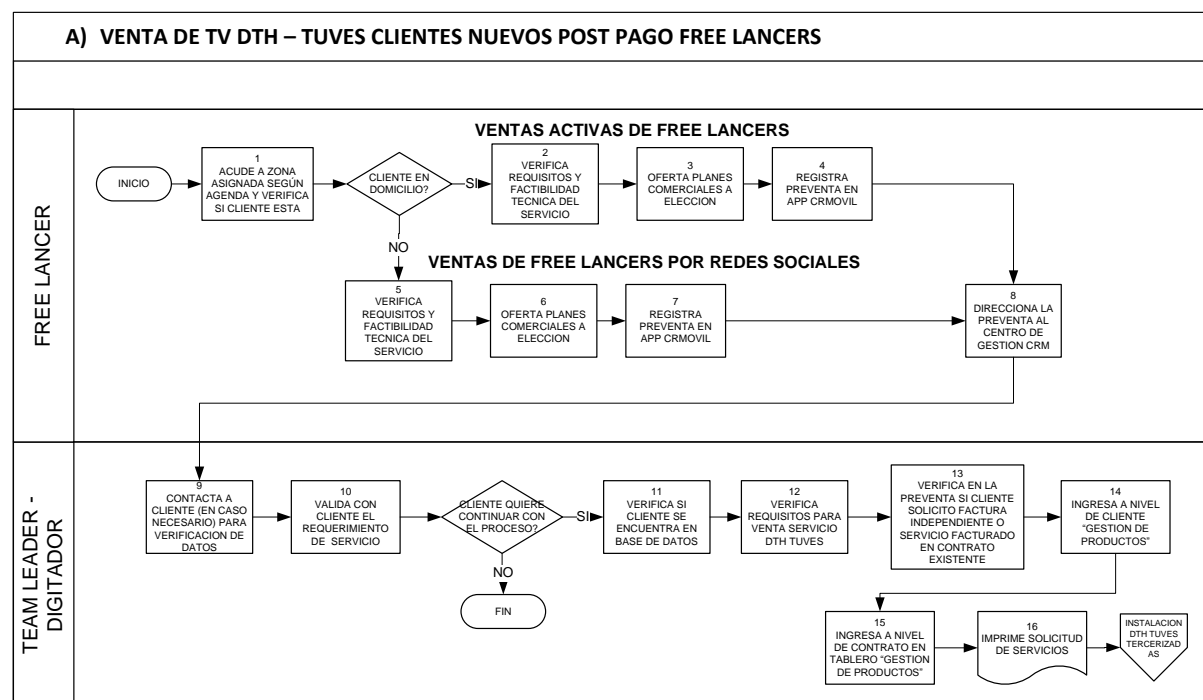 A) VENTA DE TV DTH – TUVES CLIENTES NUEVOS POST PAGO FREE LANCERS
FREE LANCER
VENTAS ACTIVAS DE FREE LANCERS
INICIO
1
ACUDE A ZONA
ASIGNADA SEGÚN
AGENDA Y VERIFICA
SI CLIENTE ESTA
CLIENTE EN
DOMICILIO?
SI
2
VERIFICA
REQUISITOS Y
FACTIBILIDAD
TECNICA DEL
SERVICIO
3
OFERTA PLANES
COMERCIALES A
ELECCION
4
REGISTRA
PREVENTA EN
APP CRMOVIL
NO
VENTAS DE FREE LANCERS POR REDES SOCIALES
5
VERIFICA
REQUISITOS Y
FACTIBILIDAD
TECNICA DEL
SERVICIO
6
OFERTA PLANES
COMERCIALES A
ELECCION
7
REGISTRA
PREVENTA EN
APP CRMOVIL
8
DIRECCIONA LA
PREVENTA AL
CENTRO DE
GESTION CRM
TEAM LEADER -
DIGITADOR
9
CONTACTA A
CLIENTE (EN CASO
NECESARIO) PARA
VERIFICACION DE
DATOS
10
VALIDA CON
CLIENTE EL
REQUERIMIENTO
DE SERVICIO
CLIENTE QUIERE
CONTINUAR CON
EL PROCESO?
SI
NO
FIN
11
VERIFICA SI
CLIENTE SE
ENCUENTRA EN
BASE DE DATOS
12
VERIFICA
REQUISITOS PARA
VENTA SERVICIO
DTH TUVES
13
VERIFICA EN LA
PREVENTA SI CLIENTE
SOLICITO FACTURA
INDEPENDIENTE O
SERVICIO FACTURADO
EN CONTRATO
EXISTENTE
14
INGRESA A NIVEL
DE CLIENTE
“GESTION DE
PRODUCTOS”
15
INGRESA A NIVEL
DE CONTRATO EN
TABLERO “GESTION
DE PRODUCTOS”
16
IMPRIME SOLICITUD
DE SERVICIOS
INSTALACION
DTH TUVES
TERCERIZAD
AS